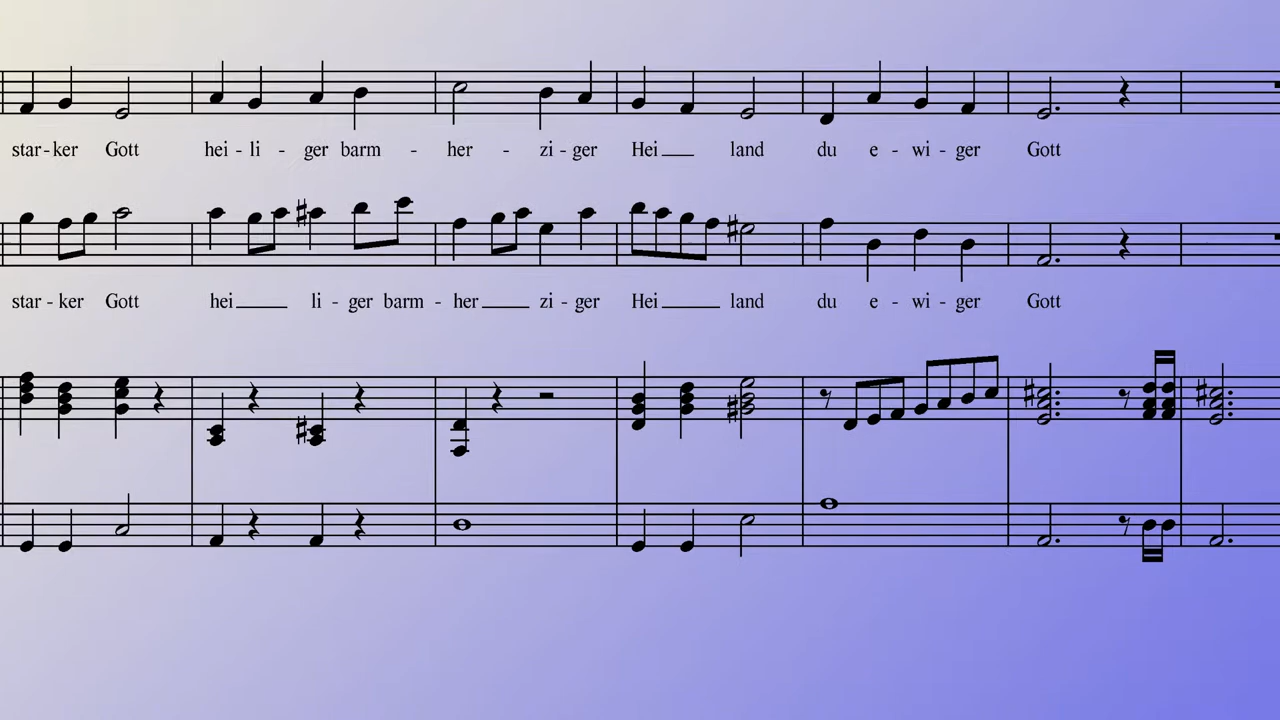 star - ker Gott hei - li - ger barm - her - zi - ger Hei land du e - wi - ger Gott
star - ker Gott hei li - ger barm - her zi - ger Hei land du e - wi - ger Gott